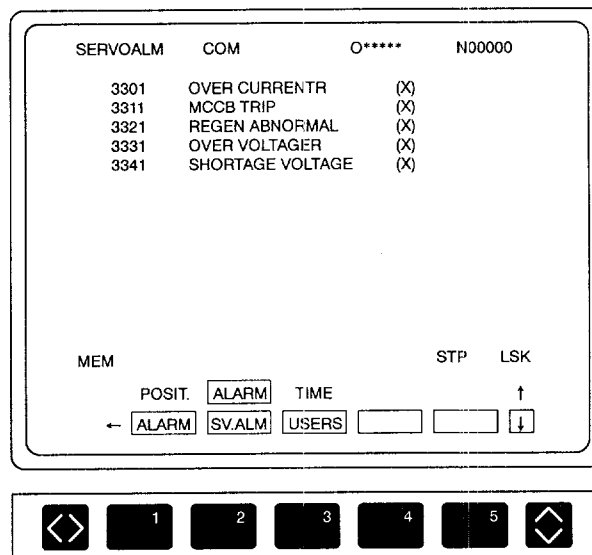 SERVOALM COM O***** N00000
3301 OVER CURRENTR (X)
3311 MCCB TRIP (X)
3321 REGEN ABNORMAL (X)
3331 OVER VOLTAGER (X)
3341 SHORTAGE VOLTAGE (X)
MEM STP LSK
POSIT. ALARM TIME ↑
← ALARM SV.ALM USERS ↓
1 2 3 4 5